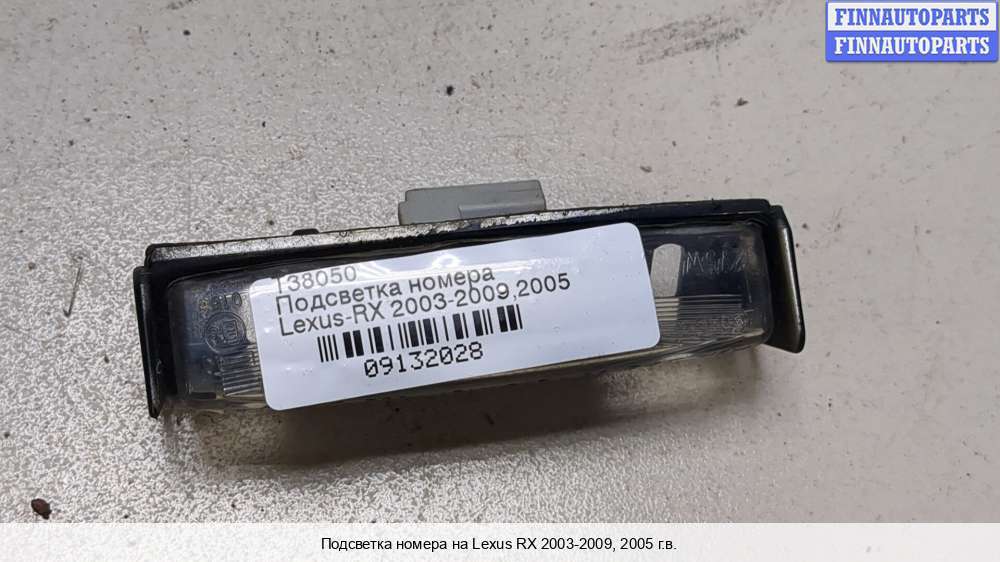 FINNAUTOPARTS
FINNAUTOPARTS
138050
Подсветка номера
Lexus-RX 2003-2009,2005
09132028
Подсветка номера на Lexus RX 2003-2009, 2005 г.в.